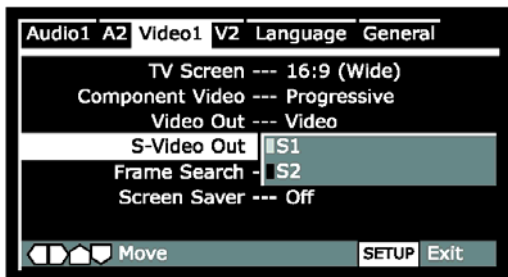 Audio1 A2 Video1 V2 Language General
TV Screen --- 16:9 (Wide)
Component Video --- Progressive
Video Out --- Video
S-Video Out S1
Frame Search - S2
Screen Saver --- Off
Move SETUP Exit